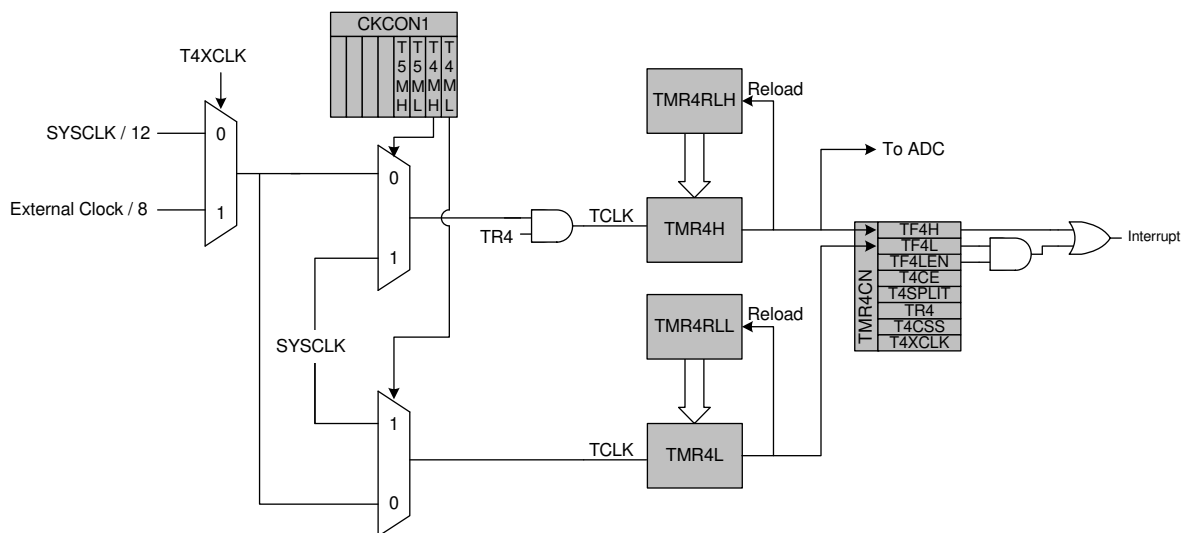 CKCON1
T5MH
T5ML
T4MH
T4ML
T4XCLK
SYSCLK / 12
0
External Clock / 8
1
0
1
SYSCLK
1
0
TR4
TCLK
TMR4RLH
Reload
TMR4H
To ADC
TMR4RLL
Reload
TCLK
TMR4L
TMR4CN
TF4H
TF4L
TF4LEN
T4CE
T4SPLIT
TR4
T4CSS
T4XCLK
Interrupt